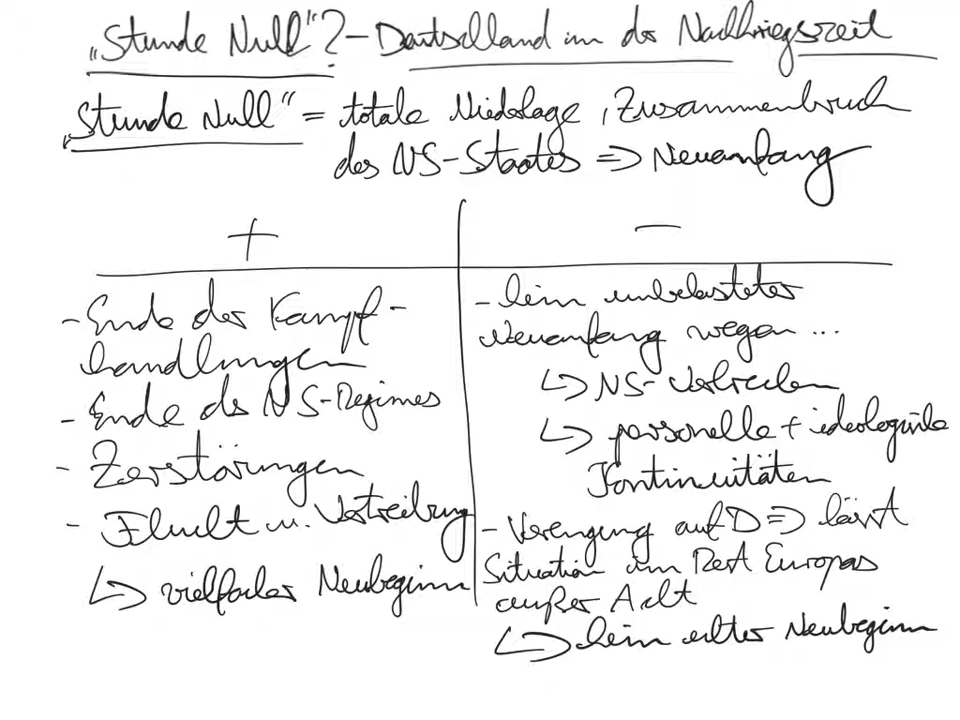 „Stunde Null"? - Deutschland in der Nachkriegszeit
„Stunde Null" = totale Niederlage, Zusammenbruch
des NS-Staates => Neuanfang
+
- Ende der Kampf-
handlungen
- Ende des NS-Regimes
- Zerstörungen
- Flucht u. Vertreibung
↳ vielfacher Neubeginn
−
- kein unbelasteter
Neuanfang wegen ...
↳ NS-Verbrechen
↳ personelle + ideologische
Kontinuitäten
- Verengung auf D => lässt
Situation im Rest Europas
außer Acht
↳ kein echter Neubeginn